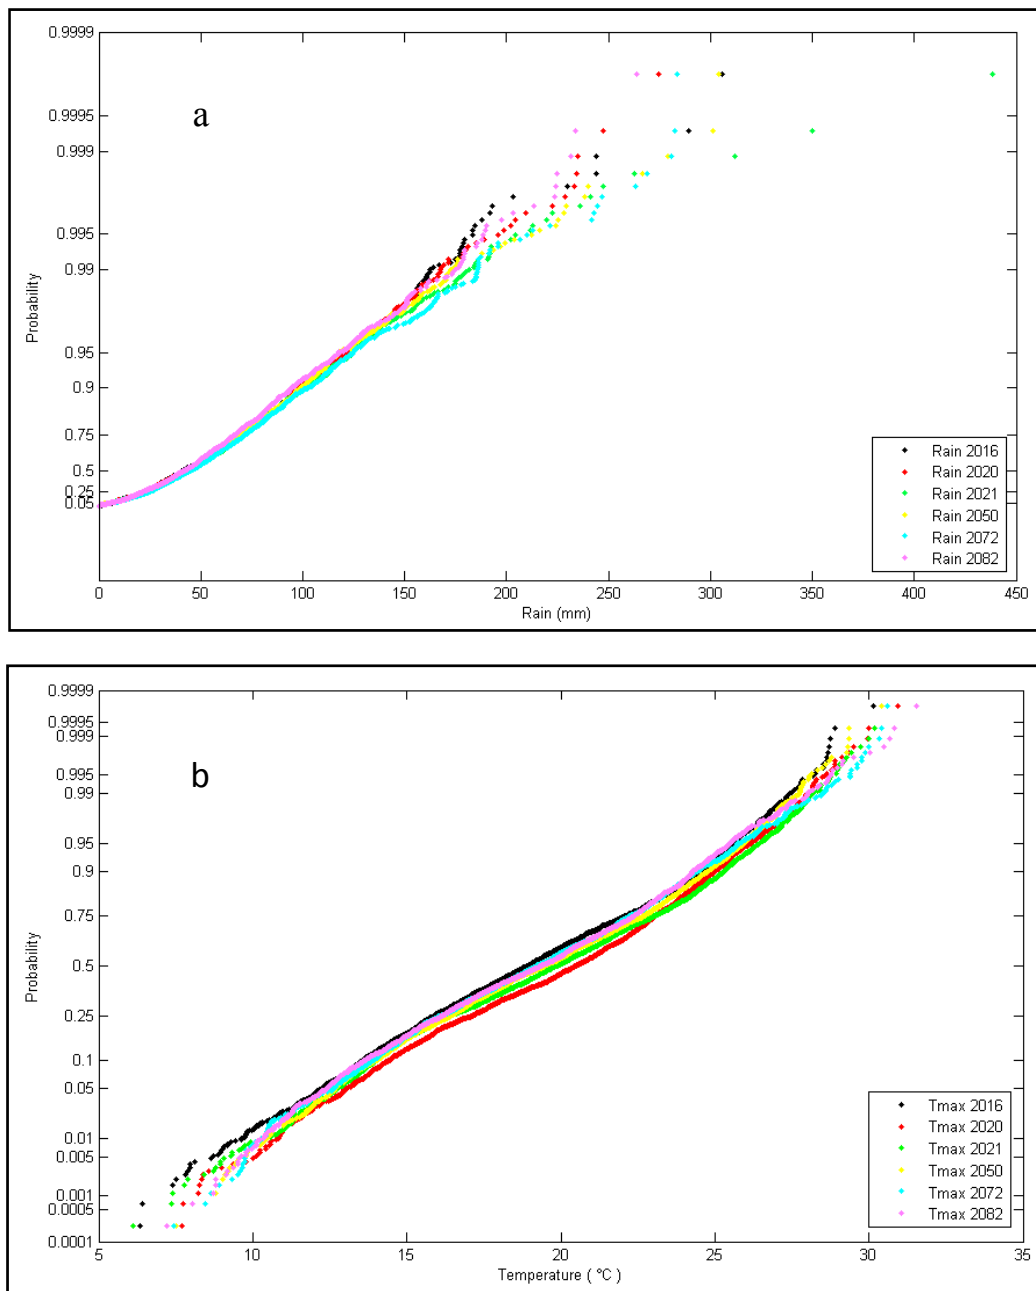 0.9999
a
0.9995
0.999
0.995
0.99
Probability
0.95
0.9
0.75
0.5
0.25
0.05
Rain 2016
Rain 2020
Rain 2021
Rain 2050
Rain 2072
Rain 2082
0 50 100 150 200 250 300 350 400 450
Rain (mm)
0.9999
0.9995
0.999
b
0.995
0.99
0.95
0.9
0.75
Probability
0.5
0.25
0.1
0.05
0.01
0.005
0.001
0.0005
0.0001
Tmax 2016
Tmax 2020
Tmax 2021
Tmax 2050
Tmax 2072
Tmax 2082
5 10 15 20 25 30 35
Temperature ( °C )